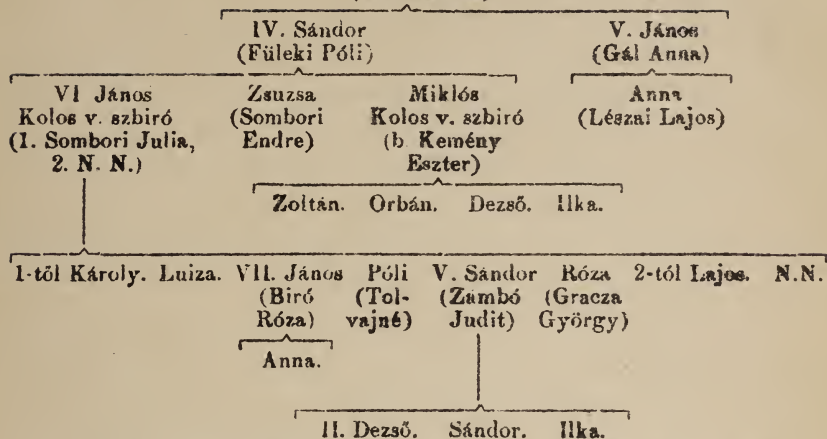 IV. Sándor V. János
(Füleki Póli) (Gál Anna)
VI János Zsuzsa Miklós Anna
Kolos v. szbiró (Sombori Kolos v. szbiró (Lészai Lajos)
(1. Sombori Julia, Endre) (b. Kemény
2. N. N.) Eszter)
Zoltán. Orbán. Dezső. Ilka.
1-től Károly. Luiza. VII. János Póli V. Sándor Róza 2-tól Lajos. N.N.
(Biró (Tol- (Zámbó (Gracza
Róza) vajné) Judit) György)
Anna.
II. Dezső. Sándor. Ilka.